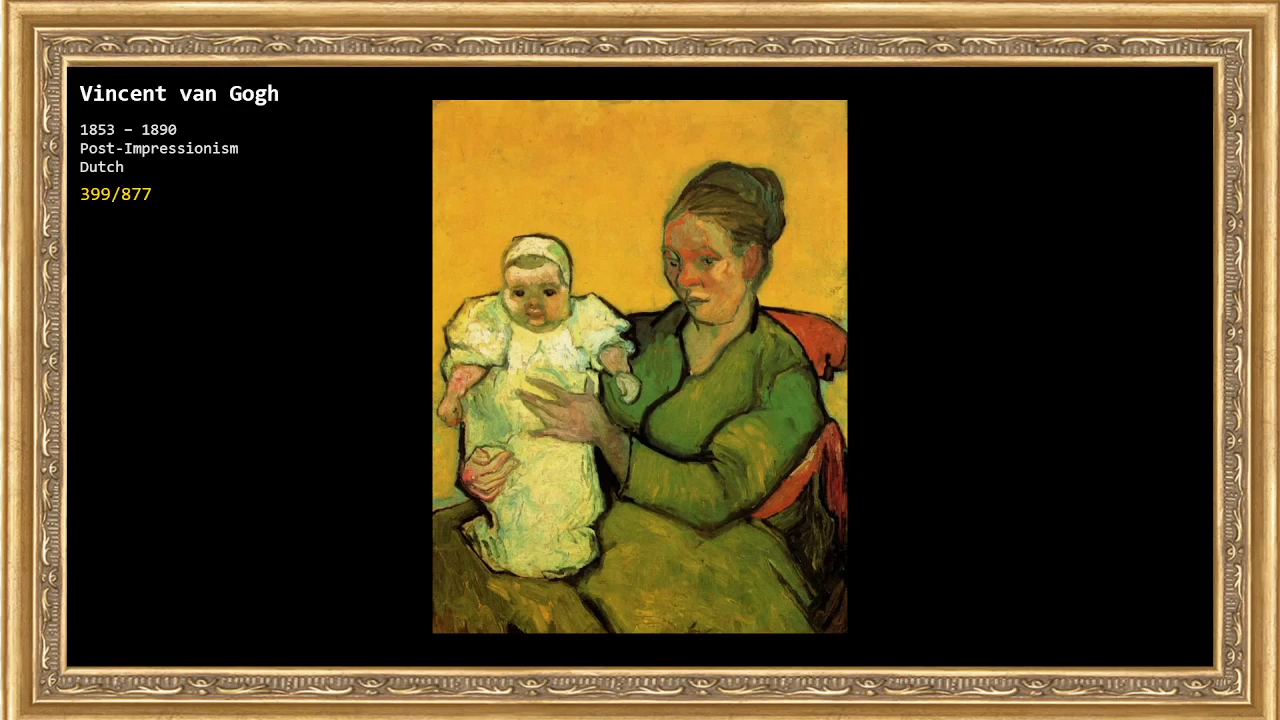 Vincent van Gogh
1853 – 1890
Post-Impressionism
Dutch
399/877